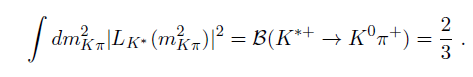 ∫ dm²_{Kπ} |L_{K*}(m²_{Kπ})|² = ℬ(K*⁺ → K⁰π⁺) = 2/3 .